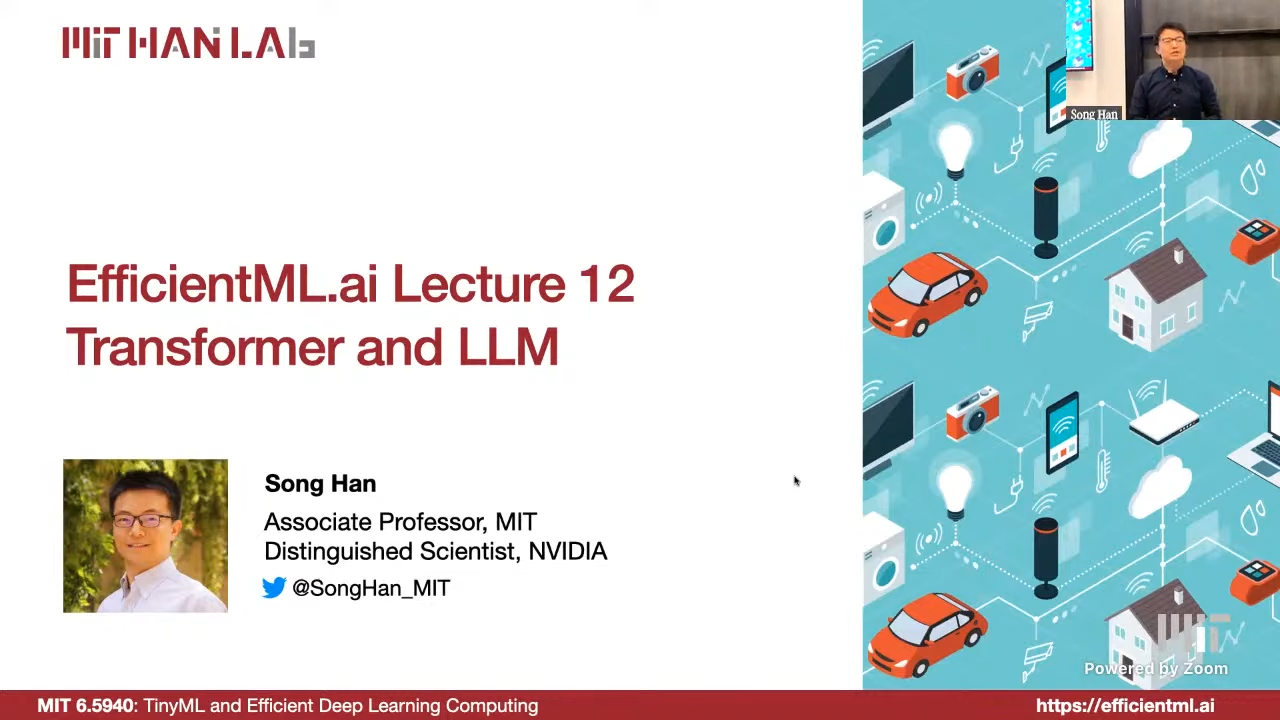 MIT HAN LAb
Song Han
EfficientML.ai Lecture 12
Transformer and LLM
Song Han
Associate Professor, MIT
Distinguished Scientist, NVIDIA
@SongHan_MIT
MIT
Powered by Zoom
MIT 6.5940: TinyML and Efficient Deep Learning Computing
https://efficientml.ai